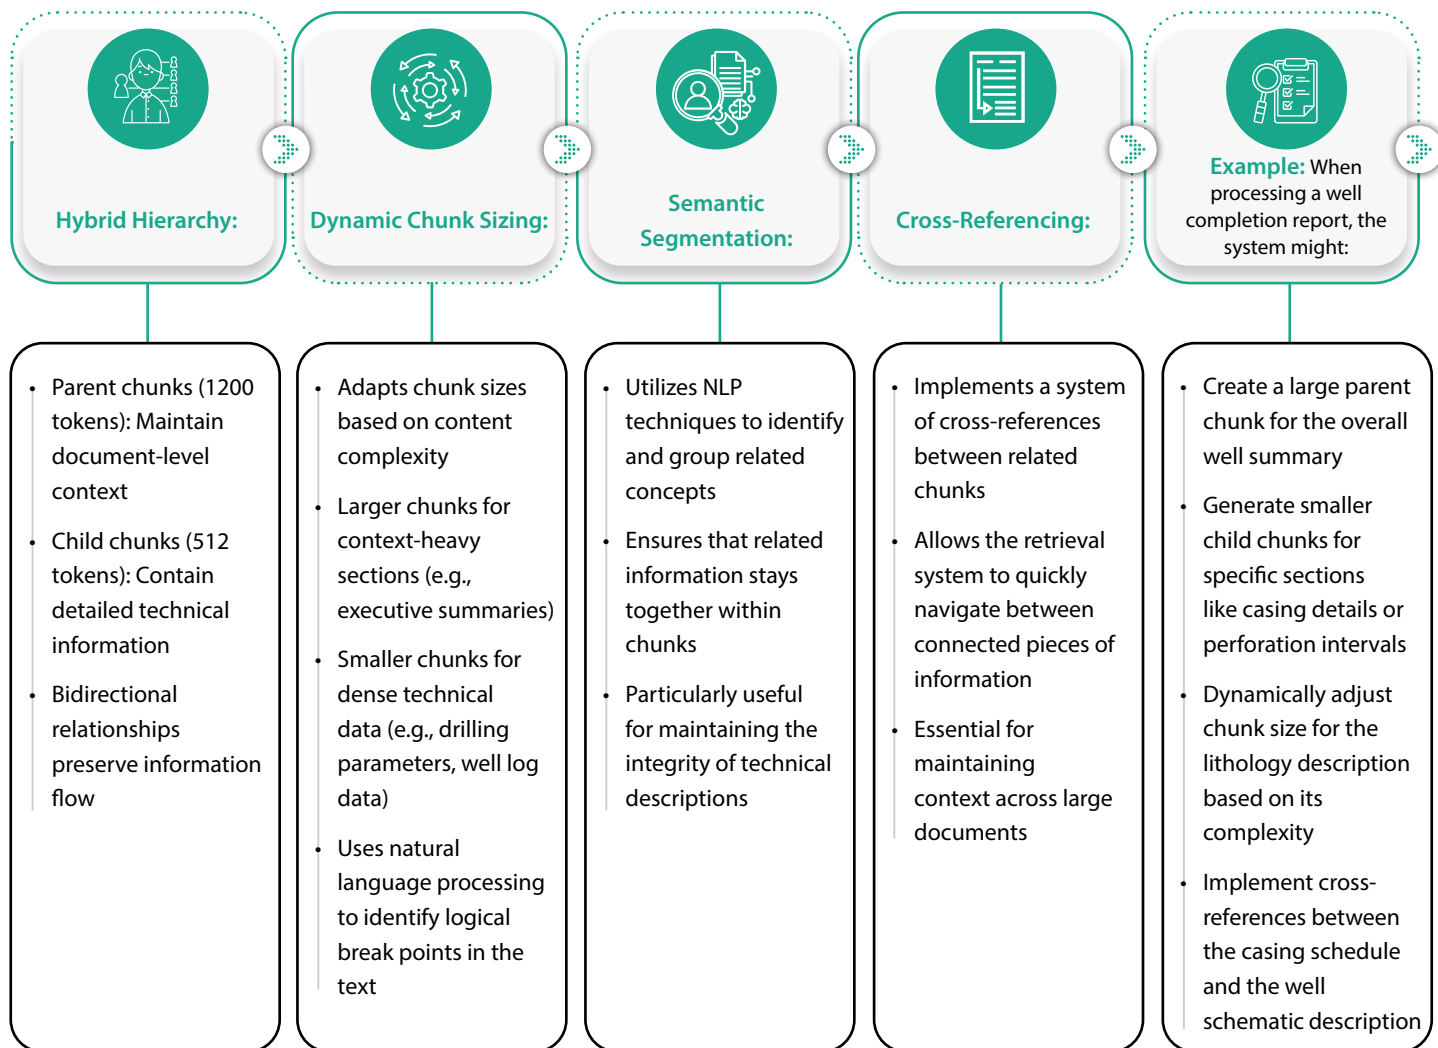 Hybrid Hierarchy:
• Parent chunks (1200
tokens): Maintain
document-level
context
• Child chunks (512
tokens): Contain
detailed technical
information
• Bidirectional
relationships
preserve information
flow
Dynamic Chunk Sizing:
• Adapts chunk sizes
based on content
complexity
• Larger chunks for
context-heavy
sections (e.g.,
executive summaries)
• Smaller chunks for
dense technical
data (e.g., drilling
parameters, well log
data)
• Uses natural
language processing
to identify logical
break points in the
text
Semantic
Segmentation:
• Utilizes NLP
techniques to identify
and group related
concepts
• Ensures that related
information stays
together within
chunks
• Particularly useful
for maintaining the
integrity of technical
descriptions
Cross-Referencing:
• Implements a system
of cross-references
between related
chunks
• Allows the retrieval
system to quickly
navigate between
connected pieces of
information
• Essential for
maintaining
context across large
documents
Example: When
processing a well
completion report, the
system might:
• Create a large parent
chunk for the overall
well summary
• Generate smaller
child chunks for
specific sections
like casing details or
perforation intervals
• Dynamically adjust
chunk size for the
lithology description
based on its
complexity
• Implement cross-
references between
the casing schedule
and the well
schematic description